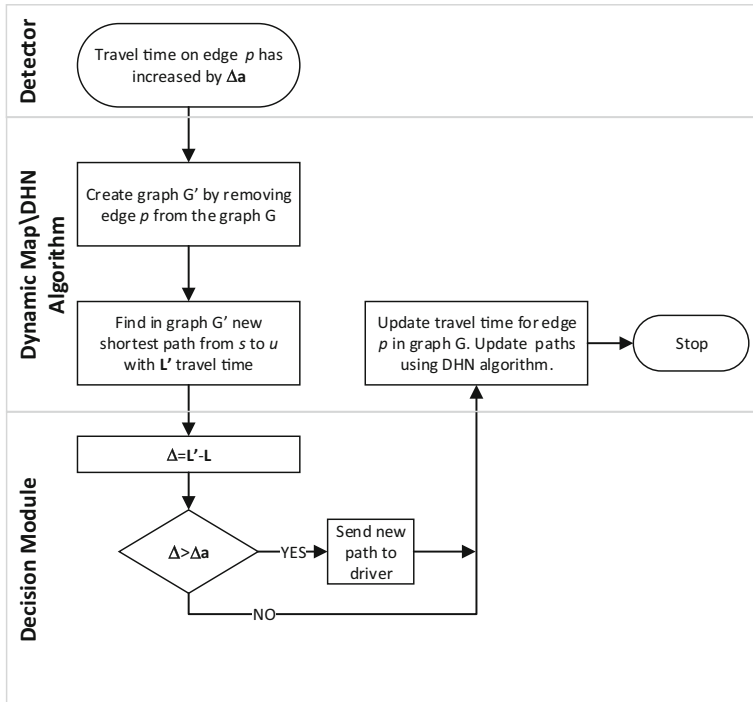 Detector
Travel time on edge p has
increased by Δa
Dynamic Map\DHN
Algorithm
Create graph G’ by removing
edge p from the graph G
Find in graph G’ new
shortest path from s to u
with L’ travel time
Update travel time for edge
p in graph G. Update paths
using DHN algorithm.
Stop
Decision Module
Δ=L’-L
Δ>Δa
YES
Send new
path to
driver
NO